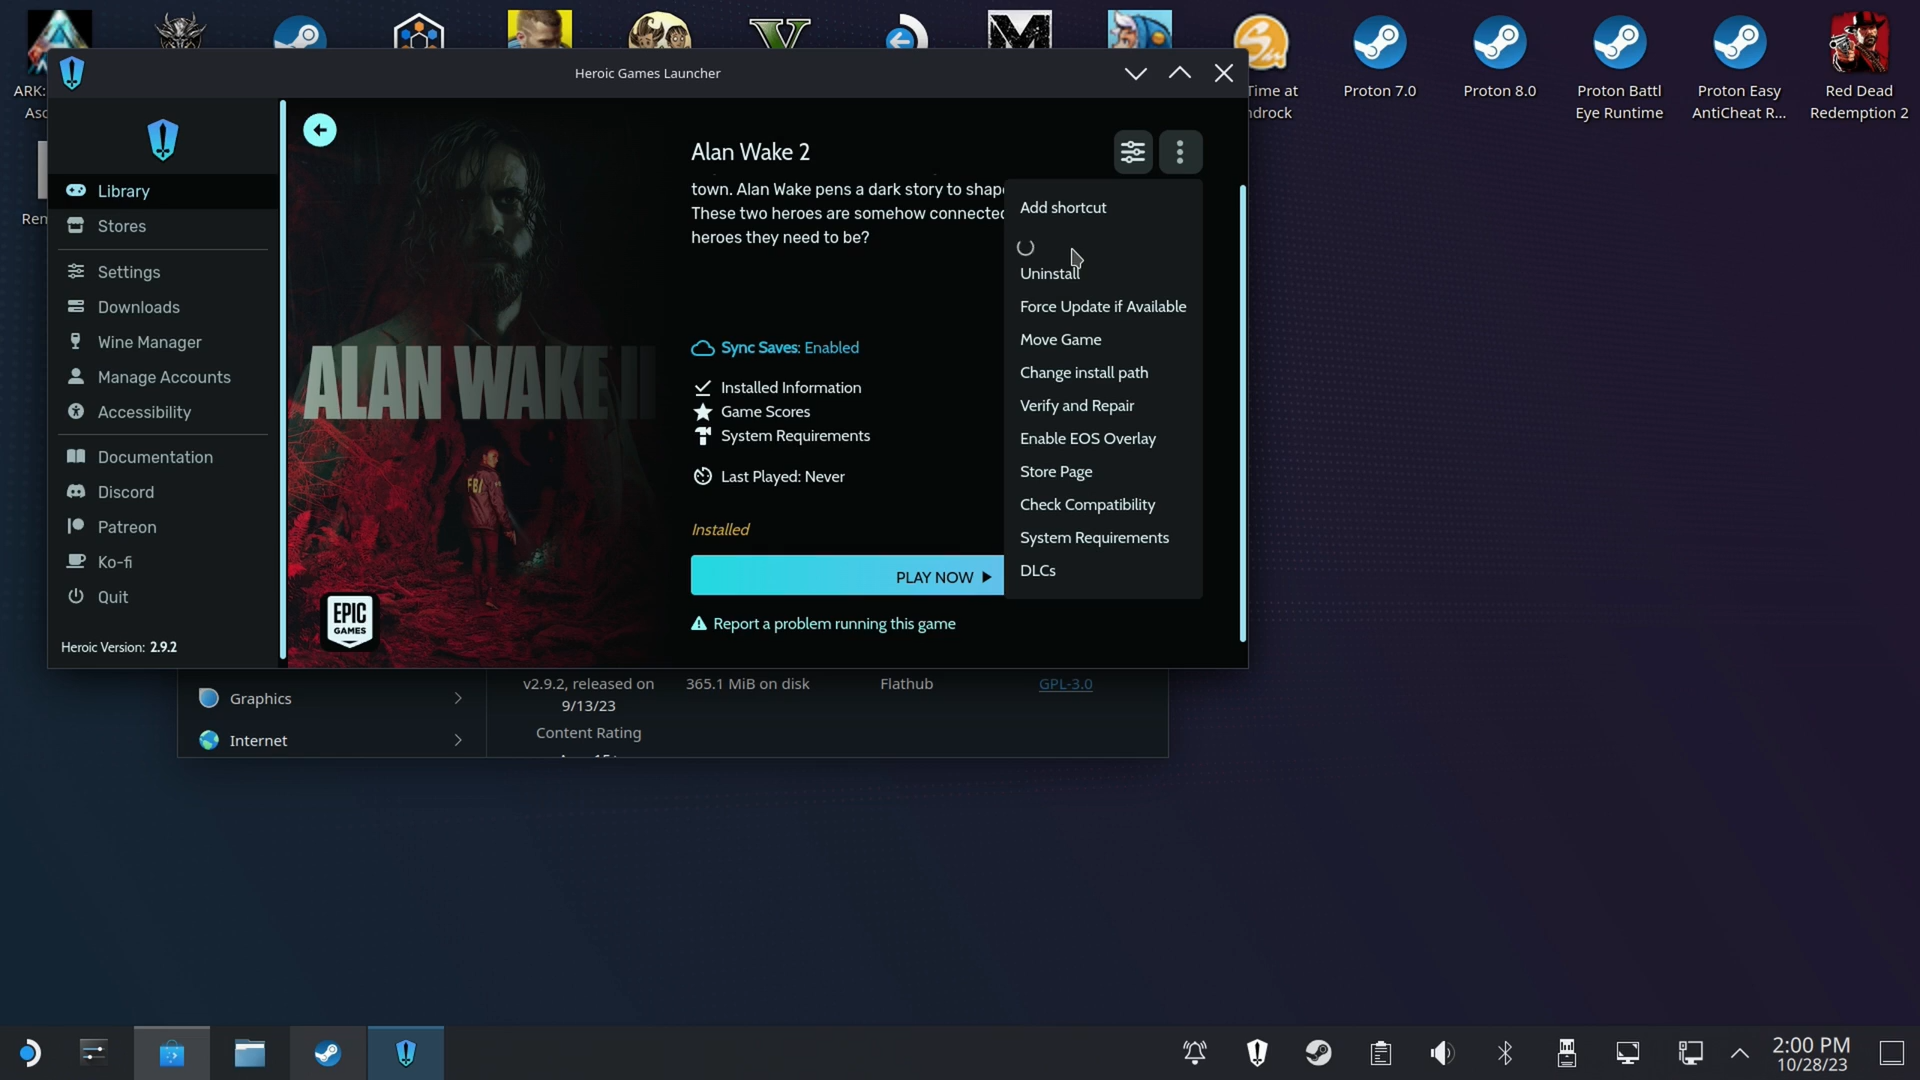 ARK:
Asc
Time at
ndrock
Proton 7.0
Proton 8.0
Proton Battl
Eye Runtime
Proton Easy
AntiCheat R...
Red Dead
Redemption 2
Ren
Heroic Games Launcher
Library
Stores
Settings
Downloads
Wine Manager
Manage Accounts
Accessibility
Documentation
Discord
Patreon
Ko-fi
Quit
Heroic Version: 2.9.2
ALAN WAKE II
FBI
EPIC
GAMES
Alan Wake 2
town. Alan Wake pens a dark story to shap
These two heroes are somehow connected
heroes they need to be?
Sync Saves: Enabled
Installed Information
Game Scores
System Requirements
Last Played: Never
Installed
PLAY NOW
Report a problem running this game
Add shortcut
Uninstall
Force Update if Available
Move Game
Change install path
Verify and Repair
Enable EOS Overlay
Store Page
Check Compatibility
System Requirements
DLCs
Graphics
Internet
v2.9.2, released on
9/13/23
365.1 MiB on disk
Flathub
GPL-3.0
Content Rating
2:00 PM
10/28/23